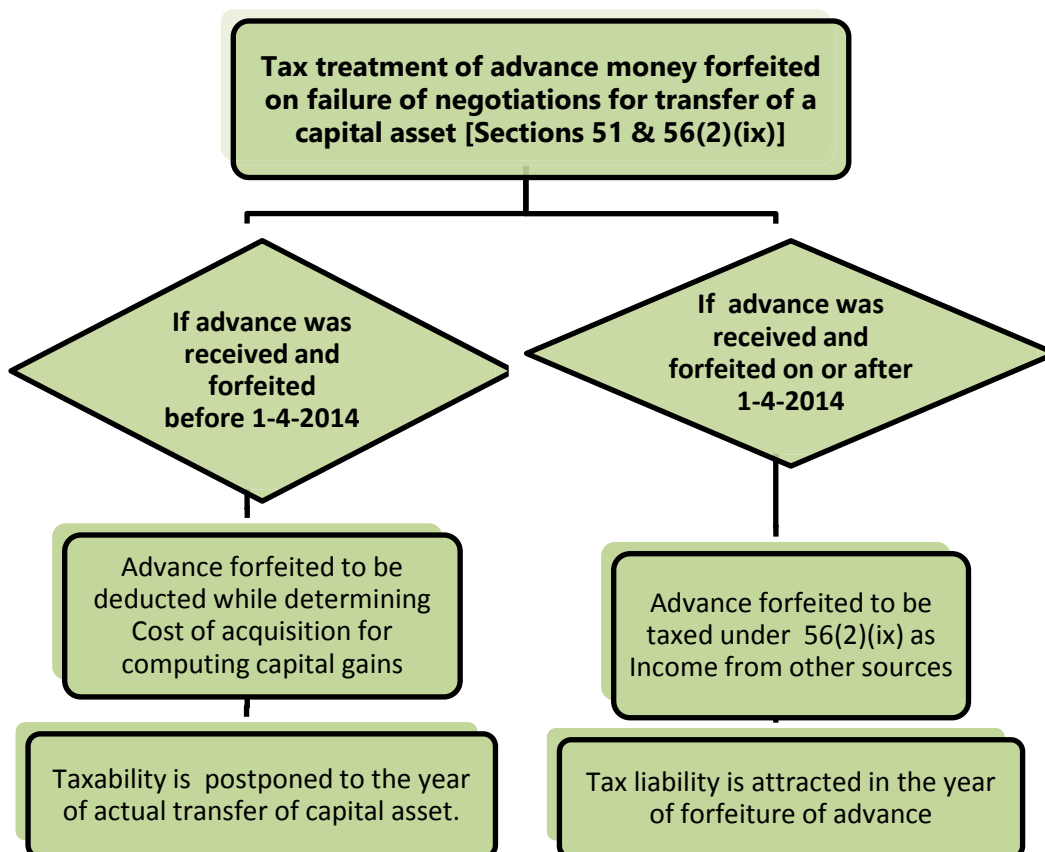 Tax treatment of advance money forfeited
on failure of negotiations for transfer of a
capital asset [Sections 51 & 56(2)(ix)]
If advance was
received and
forfeited
before 1-4-2014
If advance was
received and
forfeited on or after
1-4-2014
Advance forfeited to be
deducted while determining
Cost of acquisition for
computing capital gains
Advance forfeited to be
taxed under 56(2)(ix) as
Income from other sources
Taxability is postponed to the year
of actual transfer of capital asset.
Tax liability is attracted in the year
of forfeiture of advance